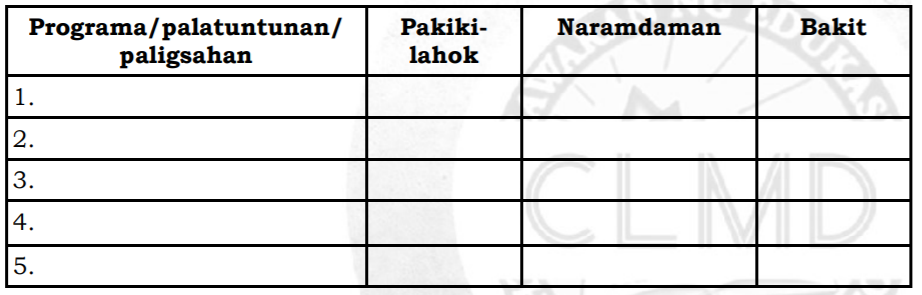 Programa/palatuntunan/
paligsahan
Pakiki-
lahok
Naramdaman
Bakit
1.
2.
3.
4.
5.
CLMD